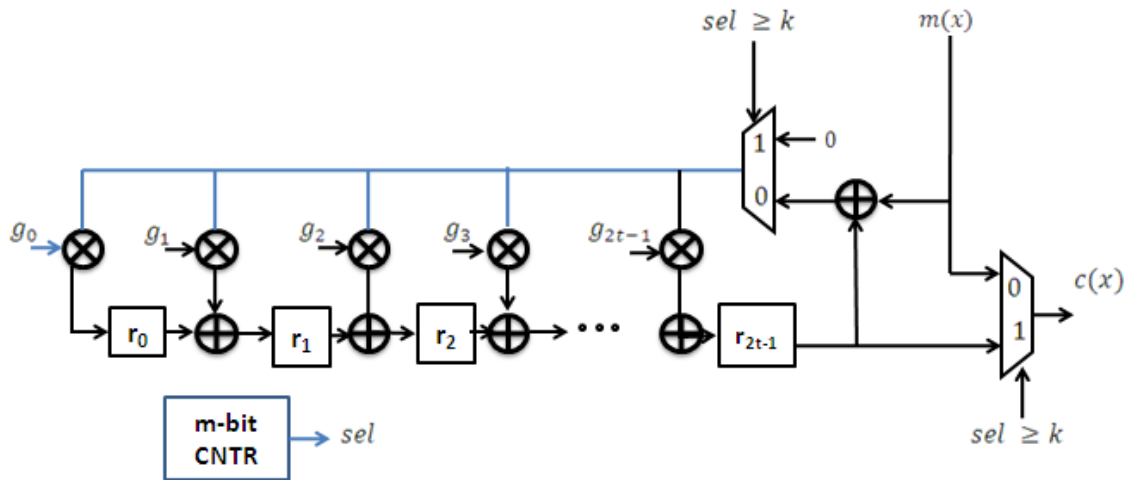 sel ≥ k
m(x)
1
0
0
g₀
g₁
g₂
g₃
g₂ₜ₋₁
0
c(x)
1
r₀
r₁
r₂
r₂ₜ₋₁
m-bit
CNTR
sel
sel ≥ k